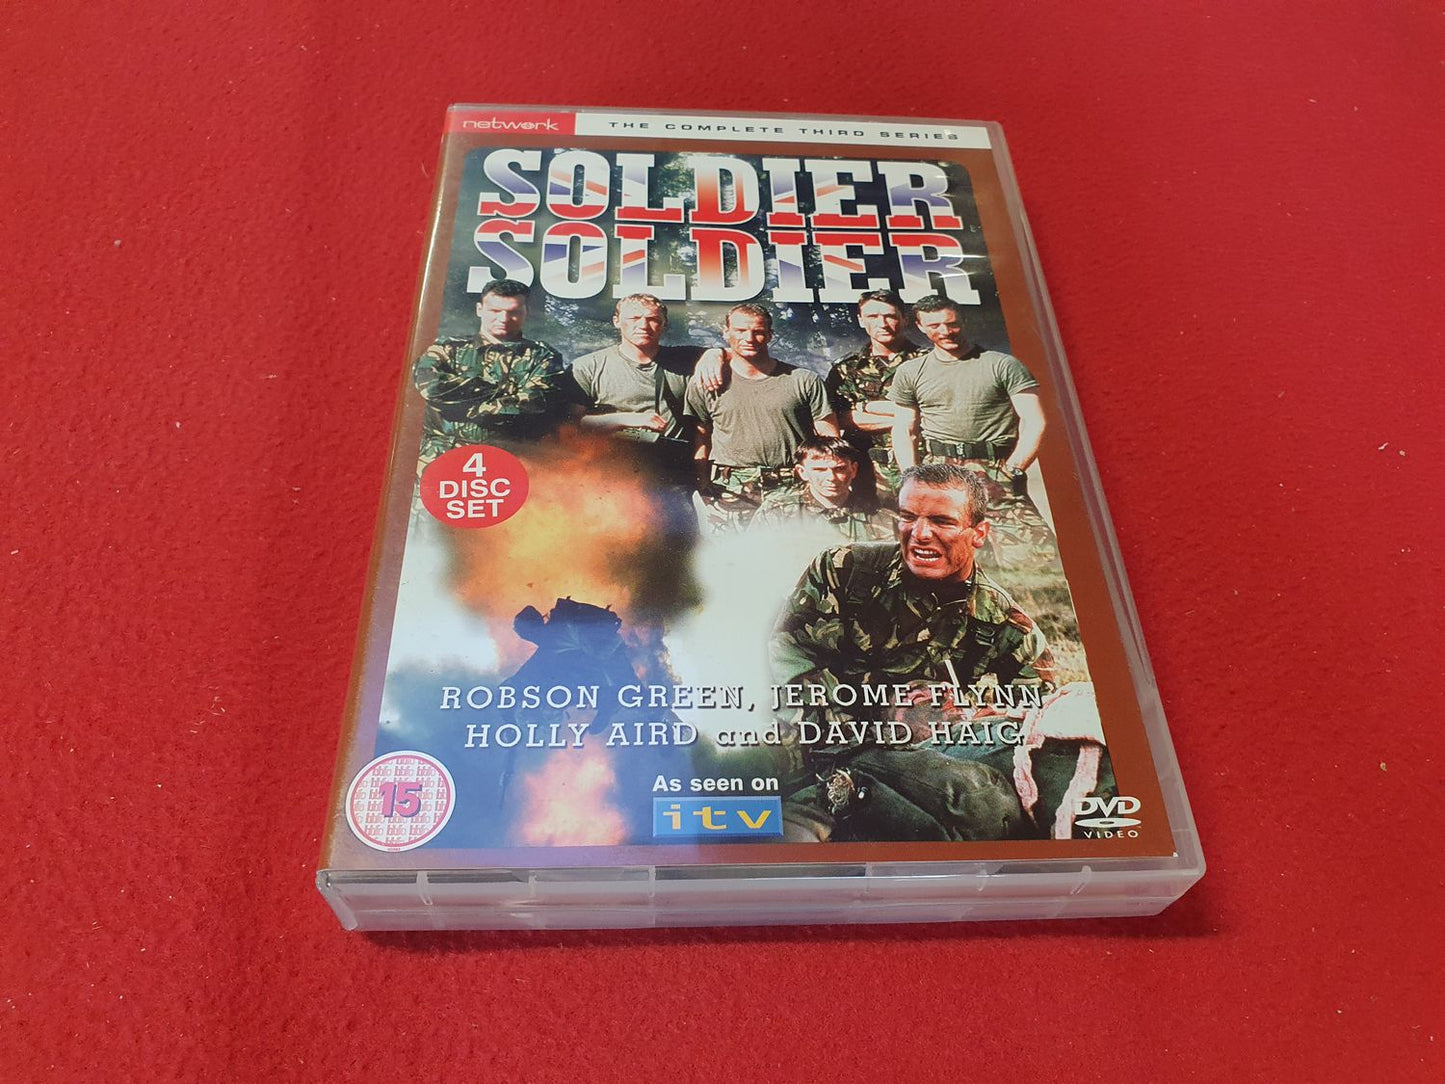 network
THE COMPLETE THIRD SERIES
SOLDIER
SOLDIER
4
DISC
SET
ROBSON GREEN, JEROME FLYNN
HOLLY AIRD and DAVID HAIG
As seen on
itv
15
DVD
VIDEO